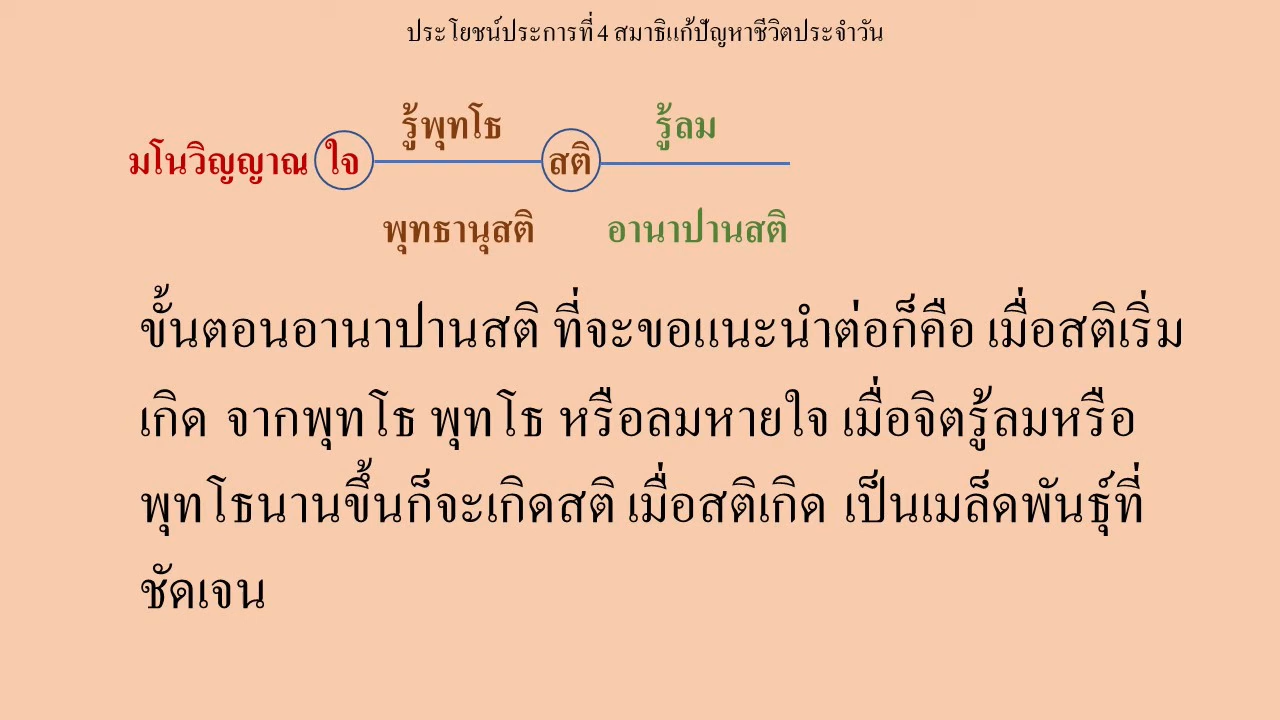 ประโยชน์ประการที่ 4 สมาธิแก้ปัญหาชีวิตประจำวัน
รู้พุทโธ รู้ลม
มโนวิญญาณ ใจ สติ
พุทธานุสติ อานาปานสติ
ขั้นตอนอานาปานสติ ที่จะขอแนะนำต่อก็คือ เมื่อสติเริ่ม
เกิด จากพุทโธ พุทโธ หรือลมหายใจ เมื่อจิตรู้ลมหรือ
พุทโธนานขึ้นก็จะเกิดสติ เมื่อสติเกิด เป็นเมล็ดพันธุ์ที่
ชัดเจน